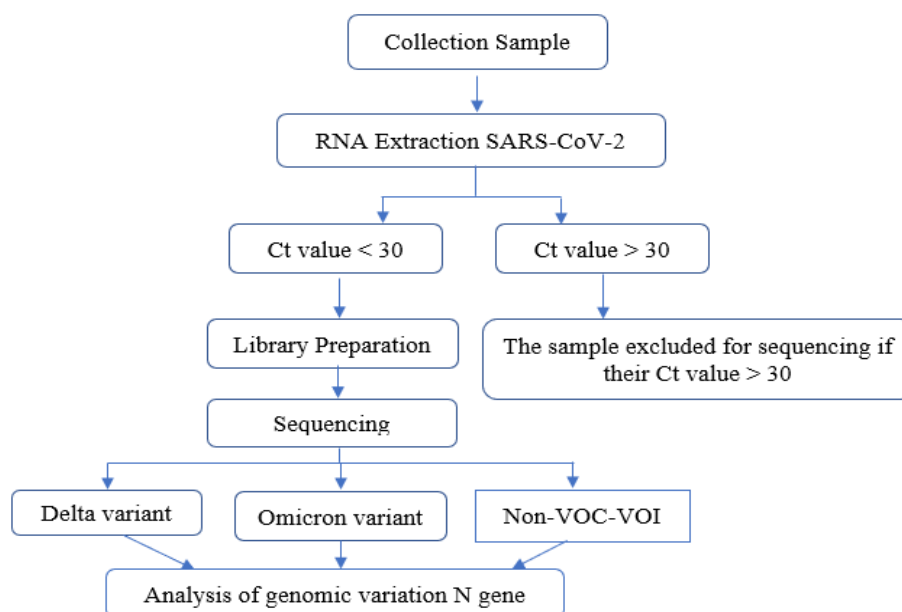 Collection Sample
RNA Extraction SARS-CoV-2
Ct value < 30
Ct value > 30
Library Preparation
The sample excluded for sequencing if
their Ct value > 30
Sequencing
Delta variant
Omicron variant
Non-VOC-VOI
Analysis of genomic variation N gene